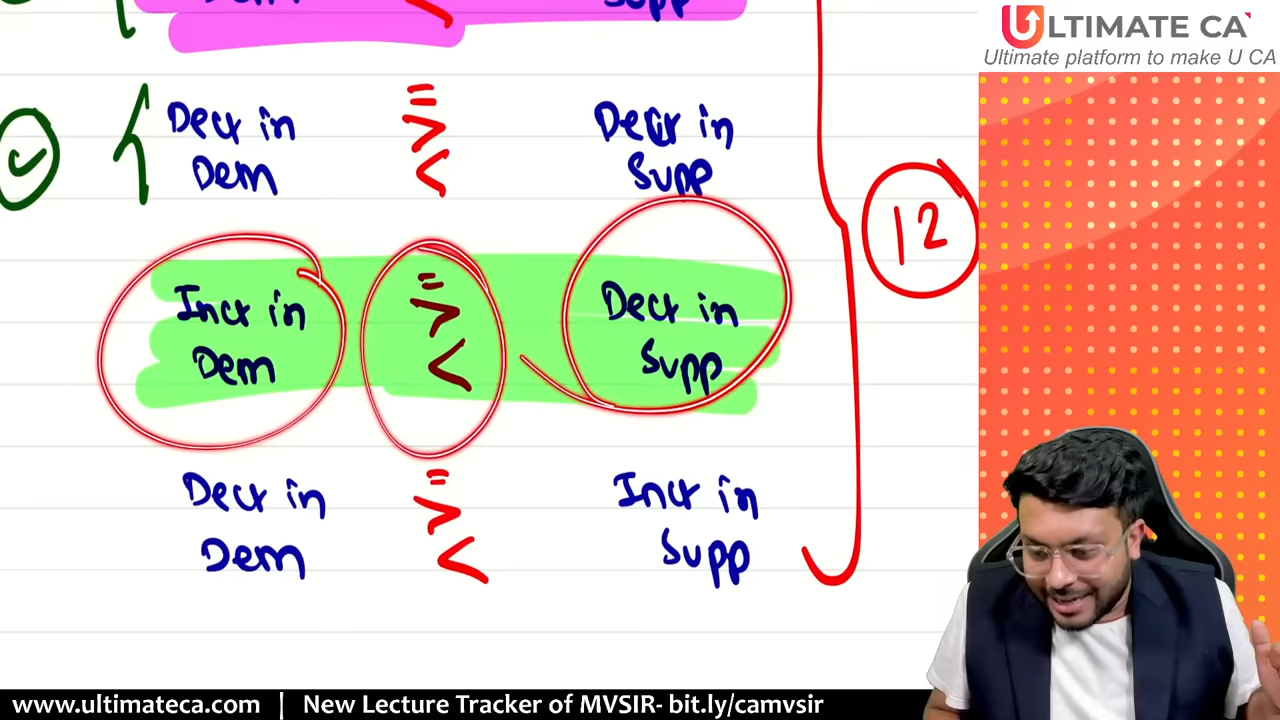 ULTIMATE CA
Ultimate platform to make U CA
Supp
=
Decr in > Decr in
Dem < Supp
12
=
Incr in > Decr in
Dem < Supp
=
Decr in > Incr in
Dem < Supp
www.ultimateca.com | New Lecture Tracker of MVSIR- bit.ly/camvsir